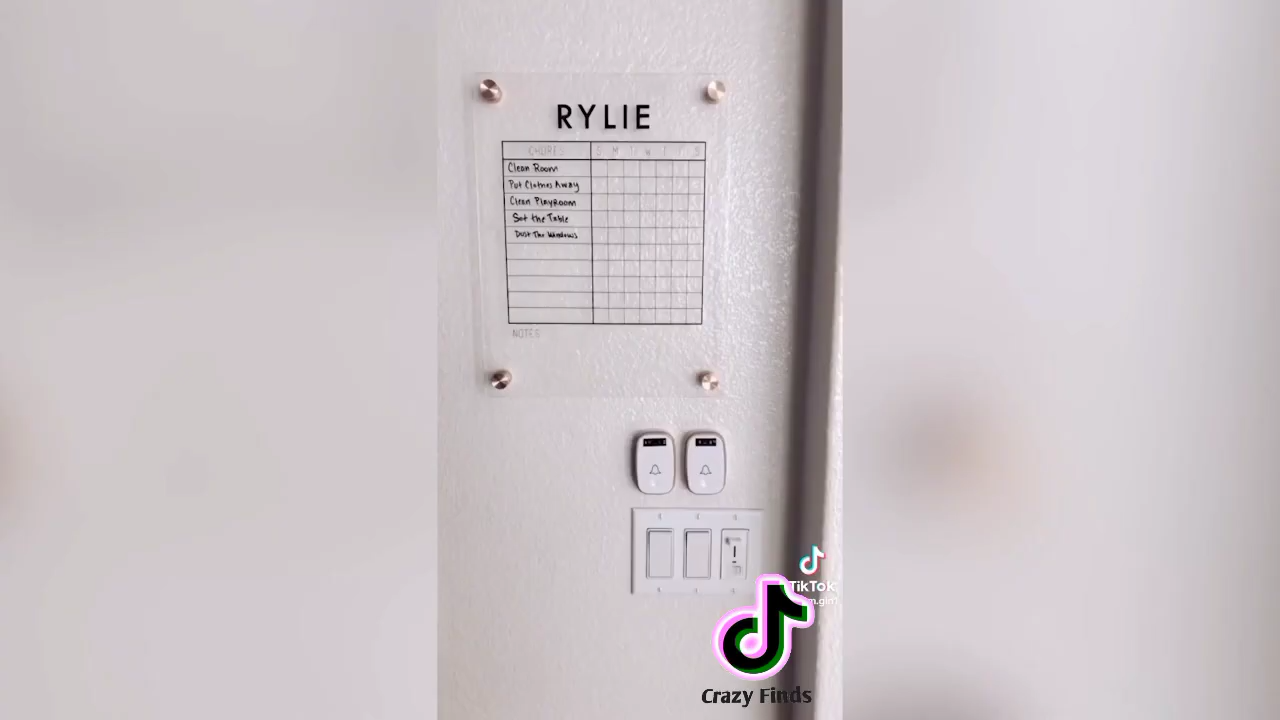 RYLIE
CHORES S M T W T F S
Clean Room
Put Clothes Away
Clean PlayRoom
Set the Table
Dust The Windows
NOTES
TikTok
Crazy Finds